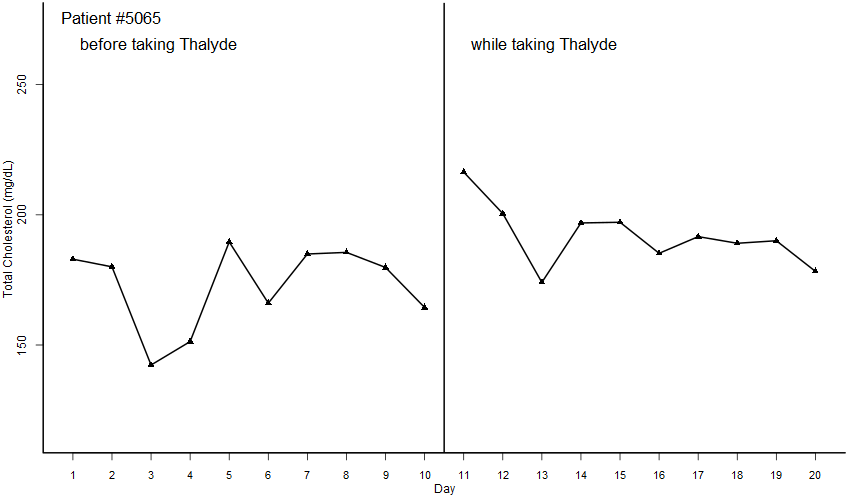 Patient #5065
before taking Thalyde
while taking Thalyde
250
200
150
Total Cholesterol (mg/dL)
1 2 3 4 5 6 7 8 9 10 11 12 13 14 15 16 17 18 19 20
Day